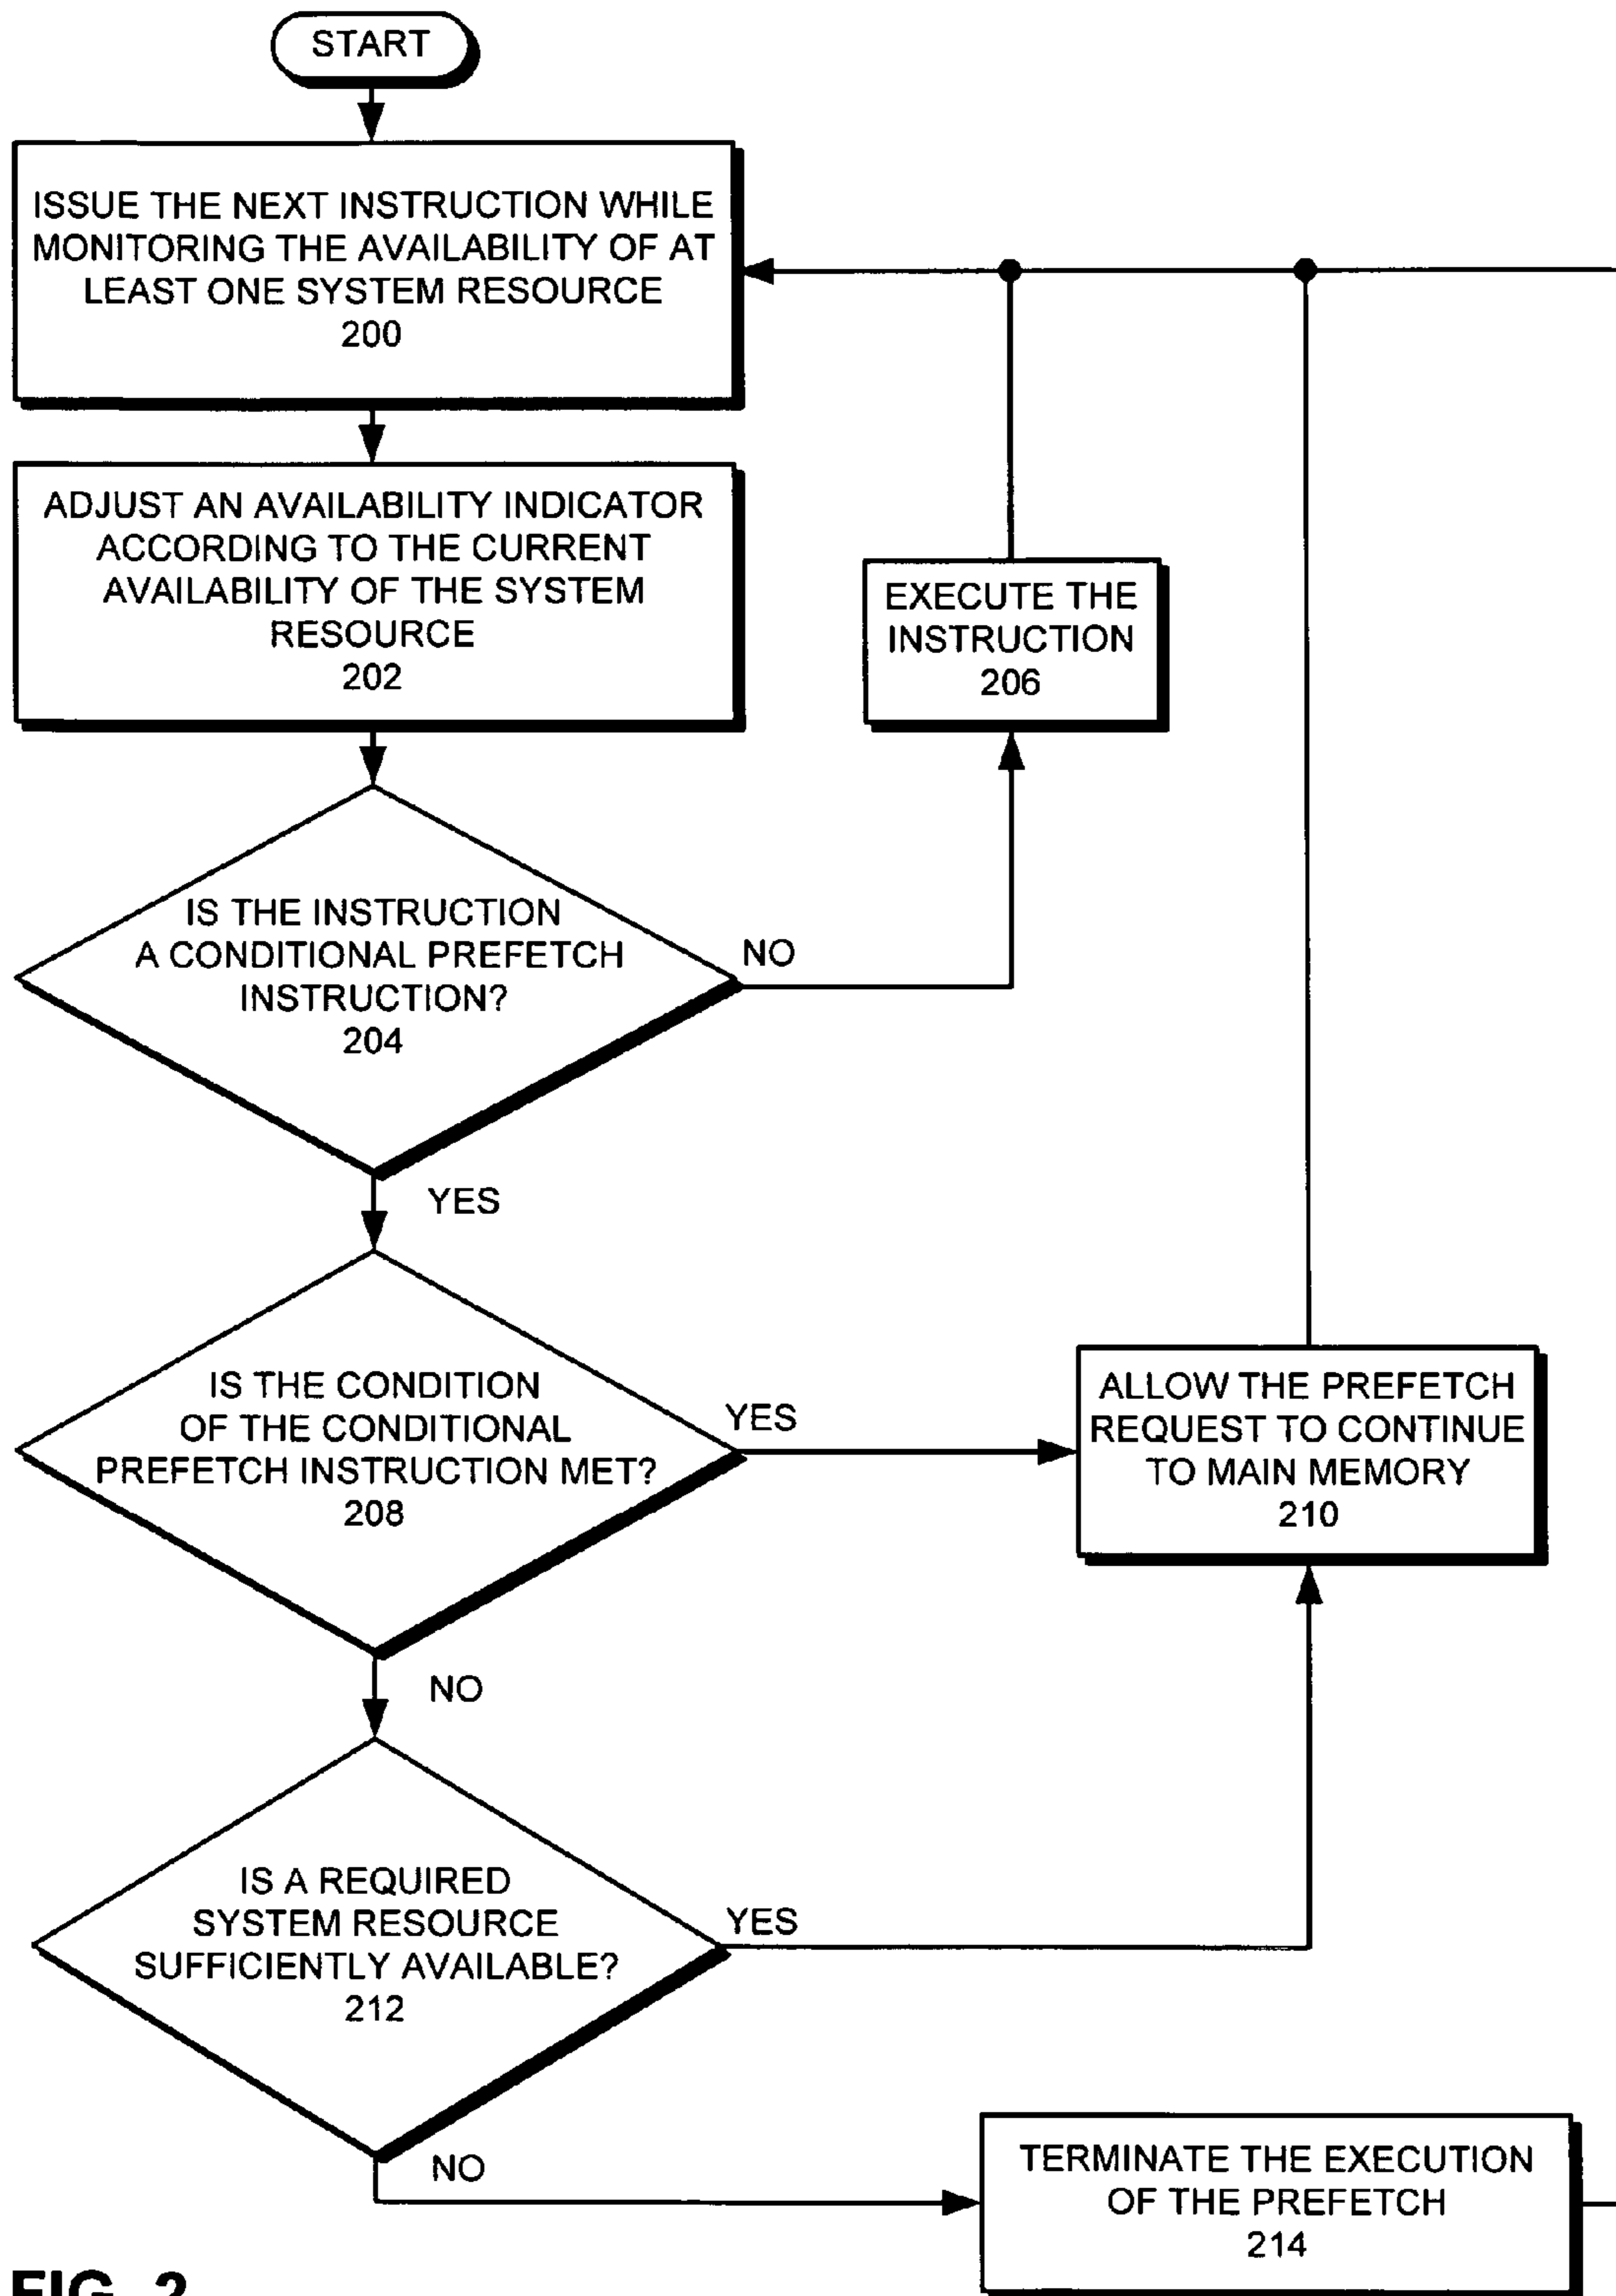 START
ISSUE THE NEXT INSTRUCTION WHILE
MONITORING THE AVAILABILITY OF AT
LEAST ONE SYSTEM RESOURCE
200
ADJUST AN AVAILABILITY INDICATOR
ACCORDING TO THE CURRENT
AVAILABILITY OF THE SYSTEM
RESOURCE
202
EXECUTE THE
INSTRUCTION
206
IS THE INSTRUCTION
A CONDITIONAL PREFETCH
INSTRUCTION?
204
NO
YES
IS THE CONDITION
OF THE CONDITIONAL
PREFETCH INSTRUCTION MET?
208
YES
ALLOW THE PREFETCH
REQUEST TO CONTINUE
TO MAIN MEMORY
210
NO
IS A REQUIRED
SYSTEM RESOURCE
SUFFICIENTLY AVAILABLE?
212
YES
NO
TERMINATE THE EXECUTION
OF THE PREFETCH
214
FIG. 2